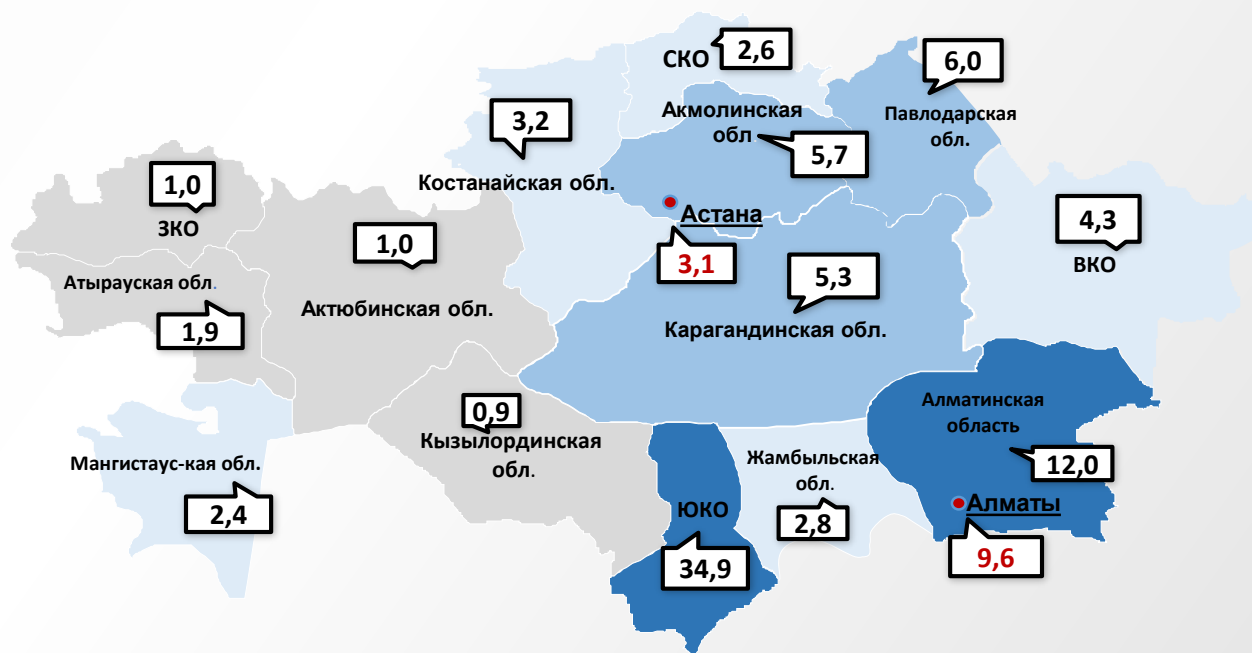 СКО
2,6
6,0
Акмолинская
обл
5,7
Павлодарская
обл.
3,2
Костанайская обл.
1,0
ЗКО
Астана
3,1
4,3
ВКО
1,0
Актюбинская обл.
Атырауская обл.
1,9
5,3
Карагандинская обл.
0,9
Кызылординская
обл.
Алматинская
область
12,0
Мангистаус-кая обл.
2,4
Жамбыльская
обл.
2,8
ЮКО
34,9
Алматы
9,6